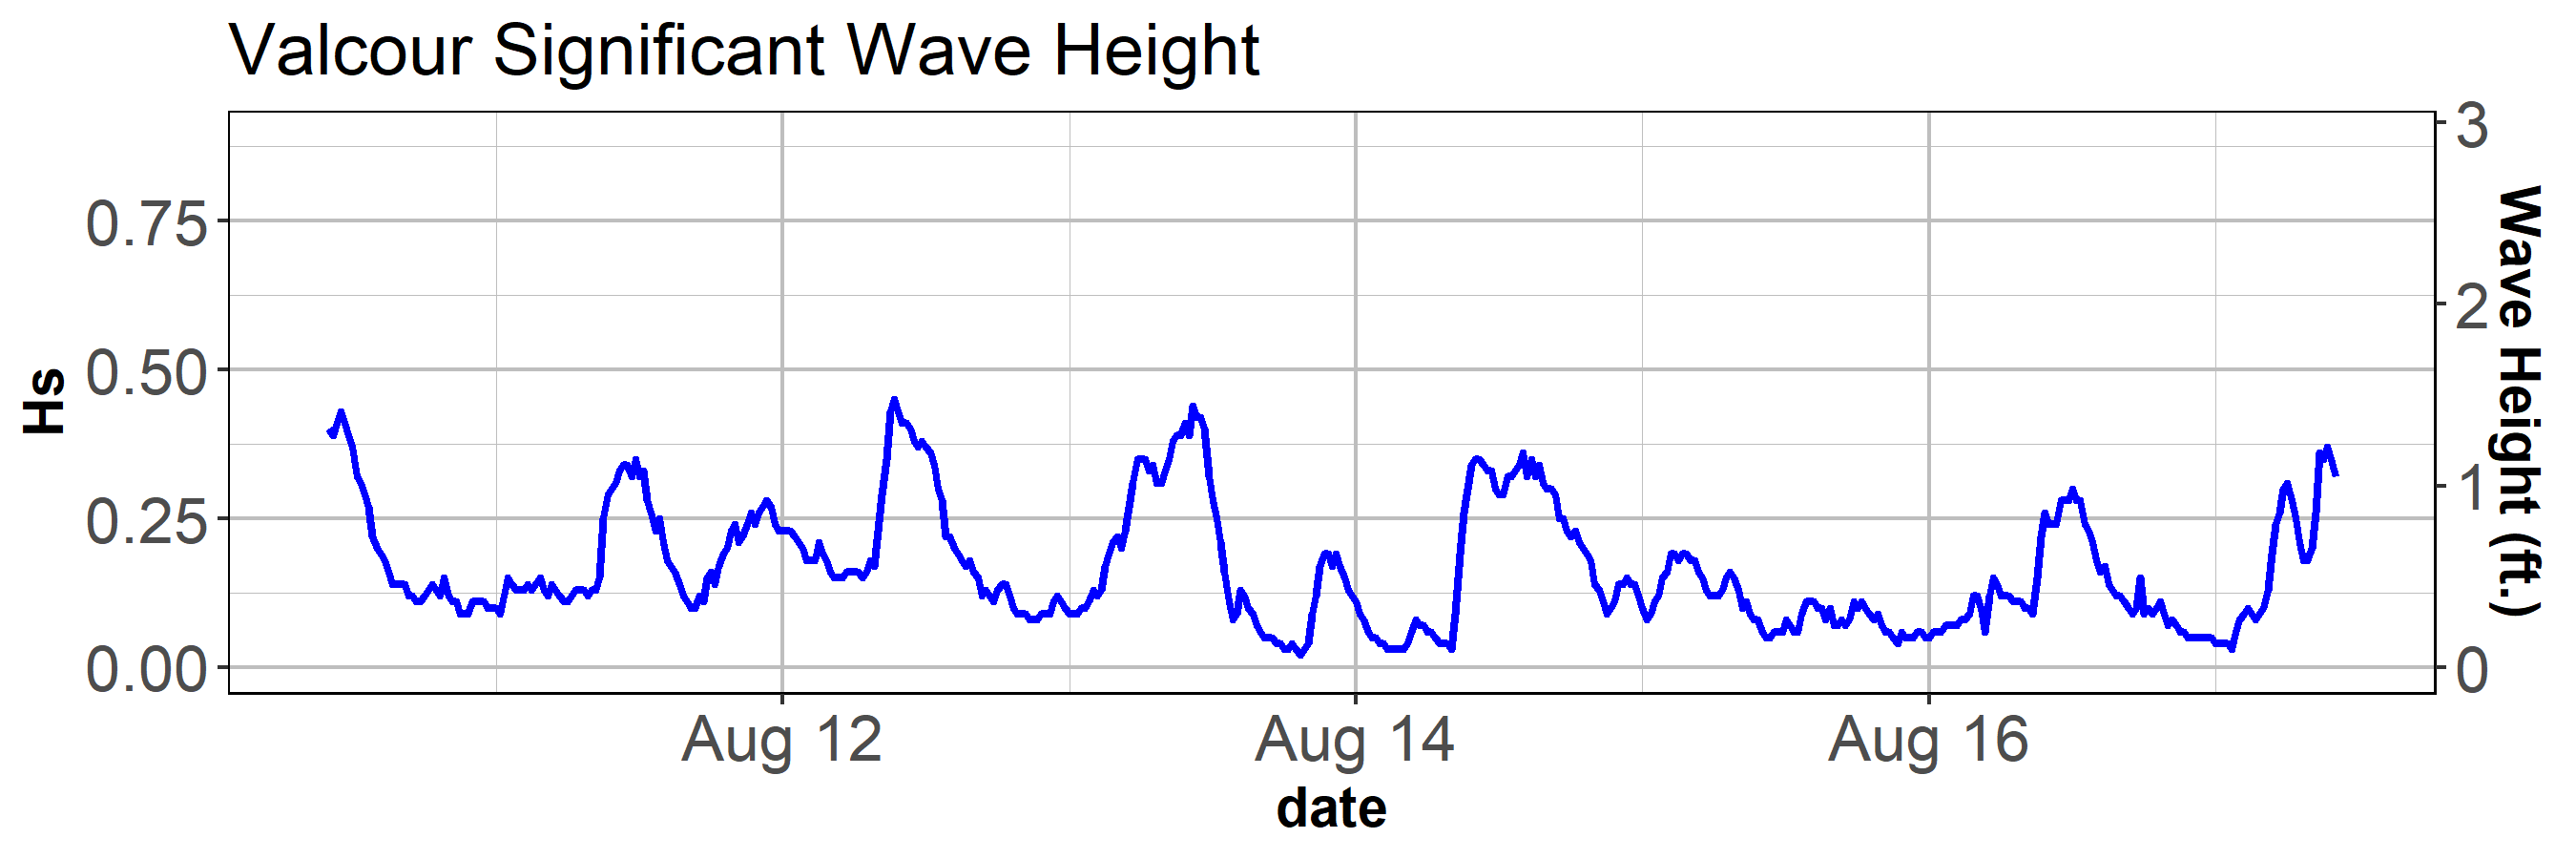 Valcour Significant Wave Height
Hs
0.75
0.50
0.25
0.00
3
2
1
0
Wave Height (ft.)
Aug 12
Aug 14
Aug 16
date